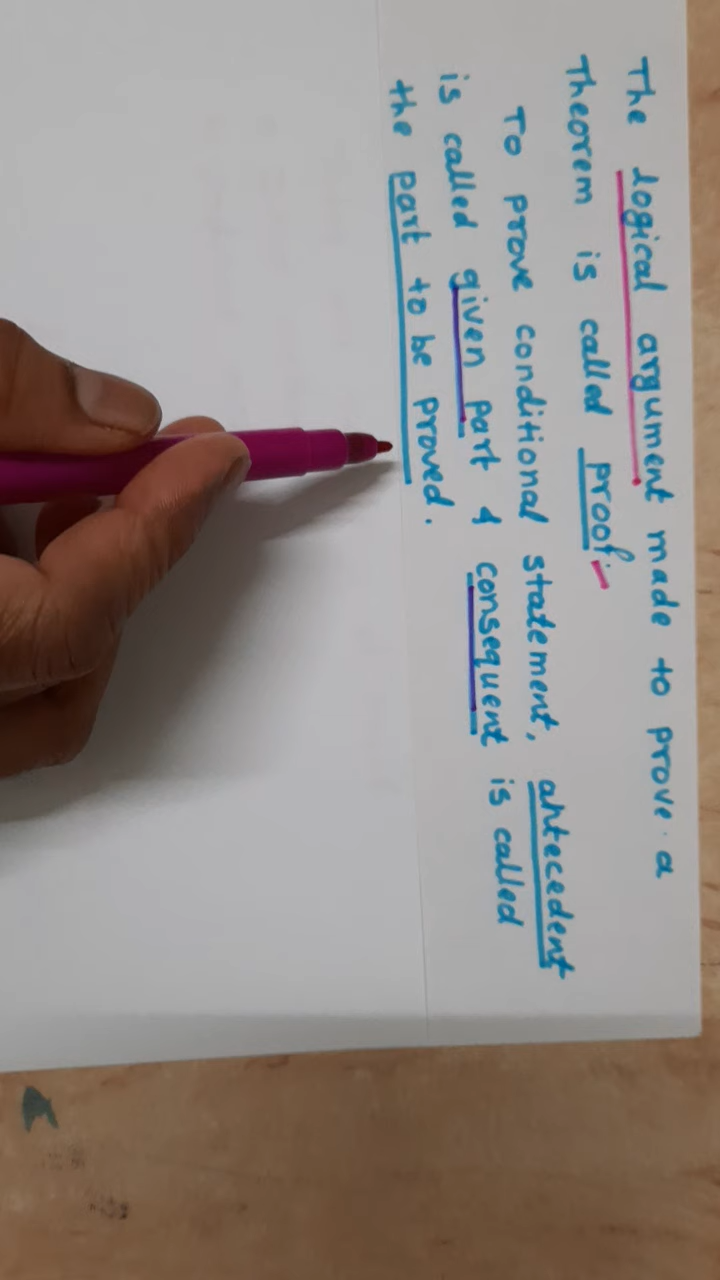 The logical argument made to prove a
Theorem is called proof.
To prove conditional statement, antecedent
is called given part & consequent is called
the part to be proved.